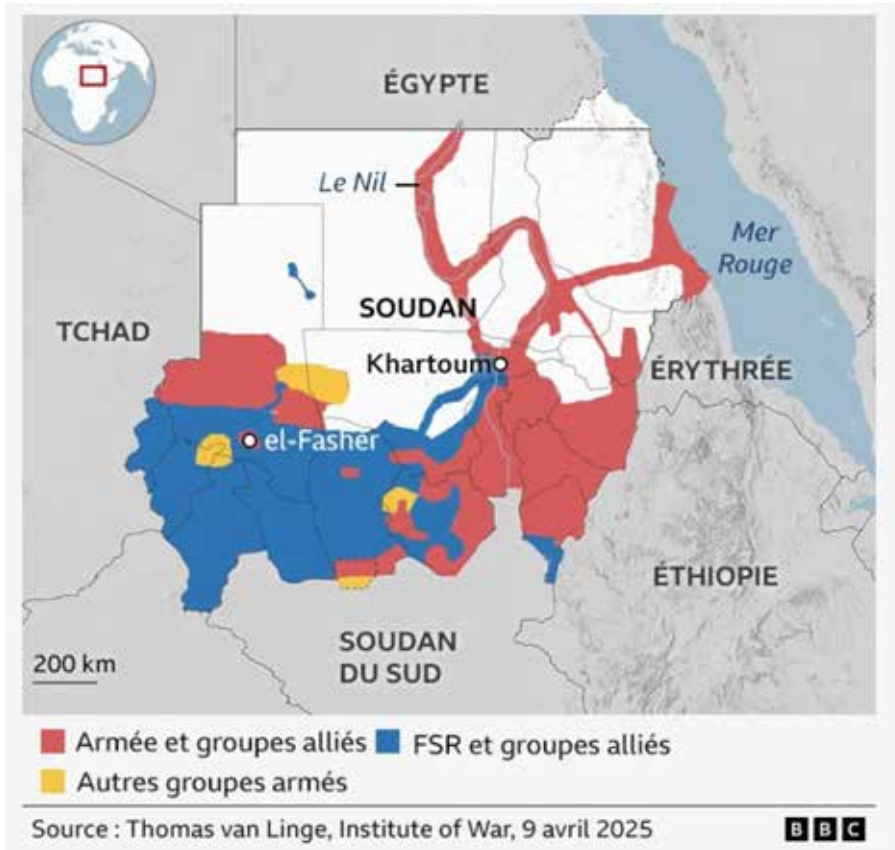 ÉGYPTE
Le Nil
Mer
Rouge
SOUDAN
TCHAD
Khartoum
ÉRYTHRÉE
el-Fasher
ÉTHIOPIE
SOUDAN
DU SUD
200 km
Armée et groupes alliés FSR et groupes alliés
Autres groupes armés
Source : Thomas van Linge, Institute of War, 9 avril 2025 BBC